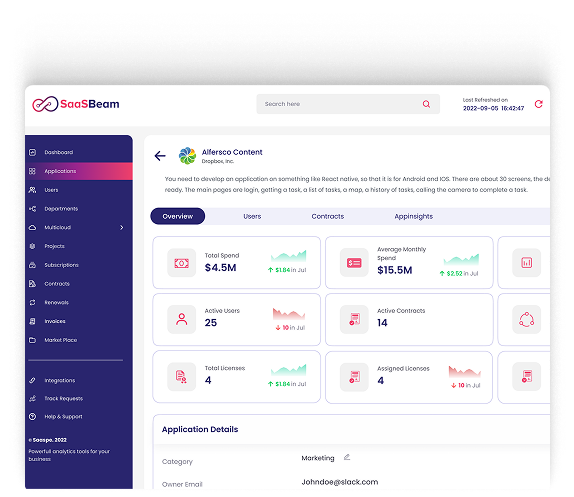 SaaSBeam
Search here
Last Refreshed on
2022-09-05 16:42:47
Dashboard
Applications
Users
Departments
Multicloud
Projects
Subscriptions
Contracts
Renewals
Invoices
Market Place
Integrations
Track Requests
Help & Support
Saaspe. 2022
Powerfull analytics tools for your
business
Alfersco Content
Dropbox, Inc.
You need to develop an application on something like React native, so that it is for Android and IOS. There are about 30 screens, the de
ready. The main pages are login, getting a task, a list of tasks, a map, a history of tasks, calling the camera to complete a task.
Overview
Users
Contracts
Appinsights
Total Spend
$4.5M
↑ $1.84 in Jul
Average Monthly
Spend
$15.5M
↑ $2.52 in Jul
Active Users
25
↓ 10 in Jul
Active Contracts
14
Total Licenses
4
↑ $1.84 in Jul
Assigned Licenses
4
↓ 10 in Jul
Application Details
Category
Marketing
Owner Email
Johndoe@slack.com